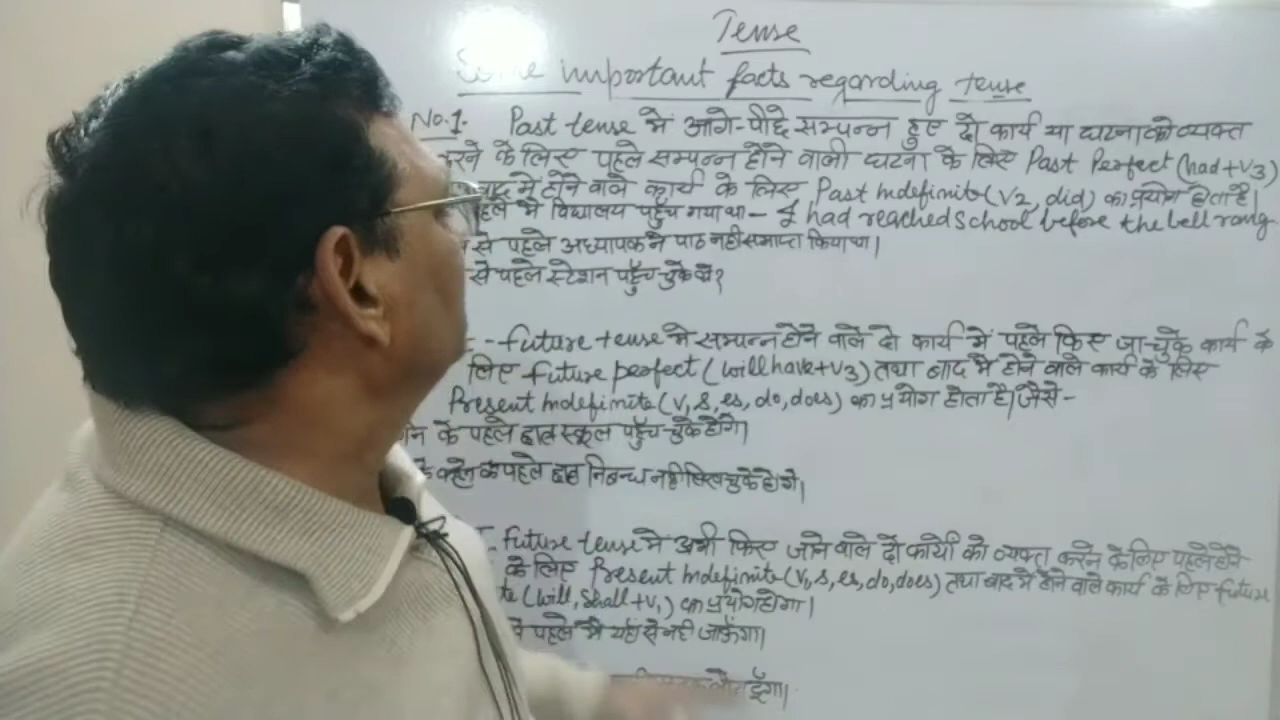 Tense
Some important facts regarding tense
No.1. Past tense में आगे-पीछे सम्पन्न हुए दो कार्य या घटना को व्यक्त
करने के लिए पहले सम्पन्न होने वाली घटना के लिए Past Perfect (had+V3)
बाद में होने वाले कार्य के लिए Past Indefinite (V2, did) का प्रयोग होता है।
पहले मैं विद्यालय पहुँच गया था - I had reached school before the bell rang
से पहले अध्यापक ने पाठ नहीं समाप्त किया था।
से पहले स्टेशन पहुँच चुके थे?
- future tense में सम्पन्न होने वाले दो कार्य में पहले किए जा चुके कार्य के
लिए future perfect (will have+V3) तथा बाद में होने वाले कार्य के लिए
Present Indefinite (V1, s, es, do, does) का प्रयोग होता है। जैसे -
के पहले छात्र स्कूल पहुँच चुके होंगे।
के पहले छात्र निबन्ध नहीं लिख चुके होंगे।
future tense में अभी किए जाने वाले दो कार्यों को व्यक्त करने के लिए पहले होने
के लिए Present Indefinite (V1, s, es, do, does) तथा बाद में होने वाले कार्य के लिए future
te (will, shall+V1) का प्रयोग होगा।
से पहले मैं यहाँ से नहीं जाऊँगा।